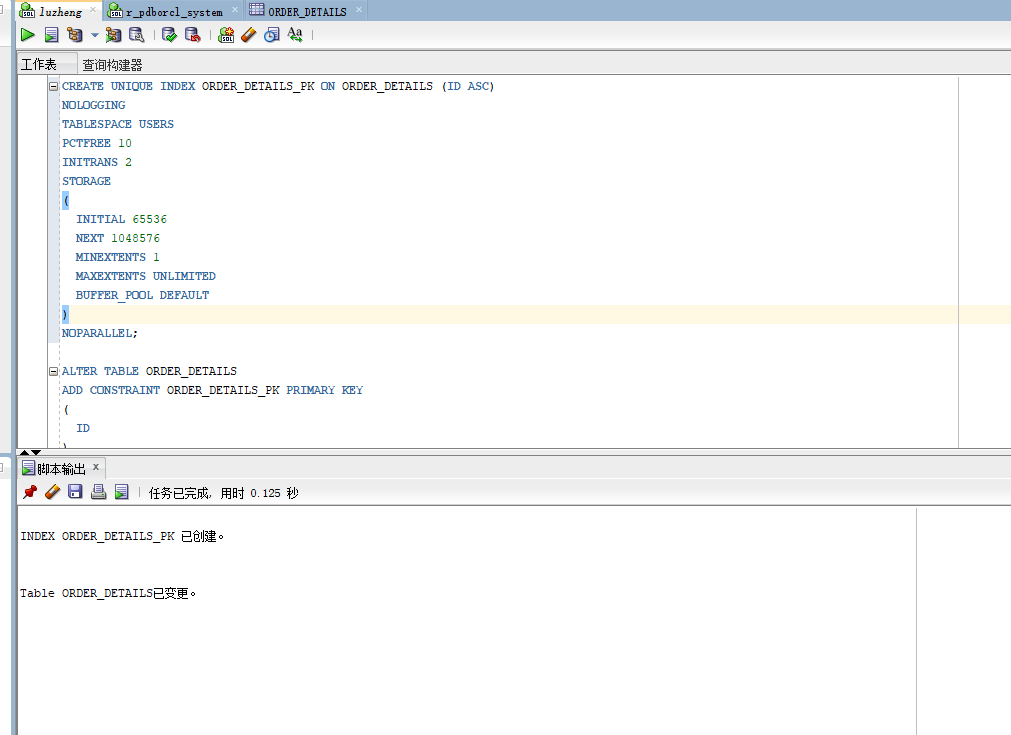 luzheng
r_pdborcl_system
ORDER_DETAILS
工作表
查询构建器
CREATE UNIQUE INDEX ORDER_DETAILS_PK ON ORDER_DETAILS (ID ASC)
NOLOGGING
TABLESPACE USERS
PCTFREE 10
INITRANS 2
STORAGE
(
INITIAL 65536
NEXT 1048576
MINEXTENTS 1
MAXEXTENTS UNLIMITED
BUFFER_POOL DEFAULT
)
NOPARALLEL;
ALTER TABLE ORDER_DETAILS
ADD CONSTRAINT ORDER_DETAILS_PK PRIMARY KEY
(
ID
)
脚本输出
任务已完成, 用时 0.125 秒
INDEX ORDER_DETAILS_PK 已创建。
Table ORDER_DETAILS已变更。